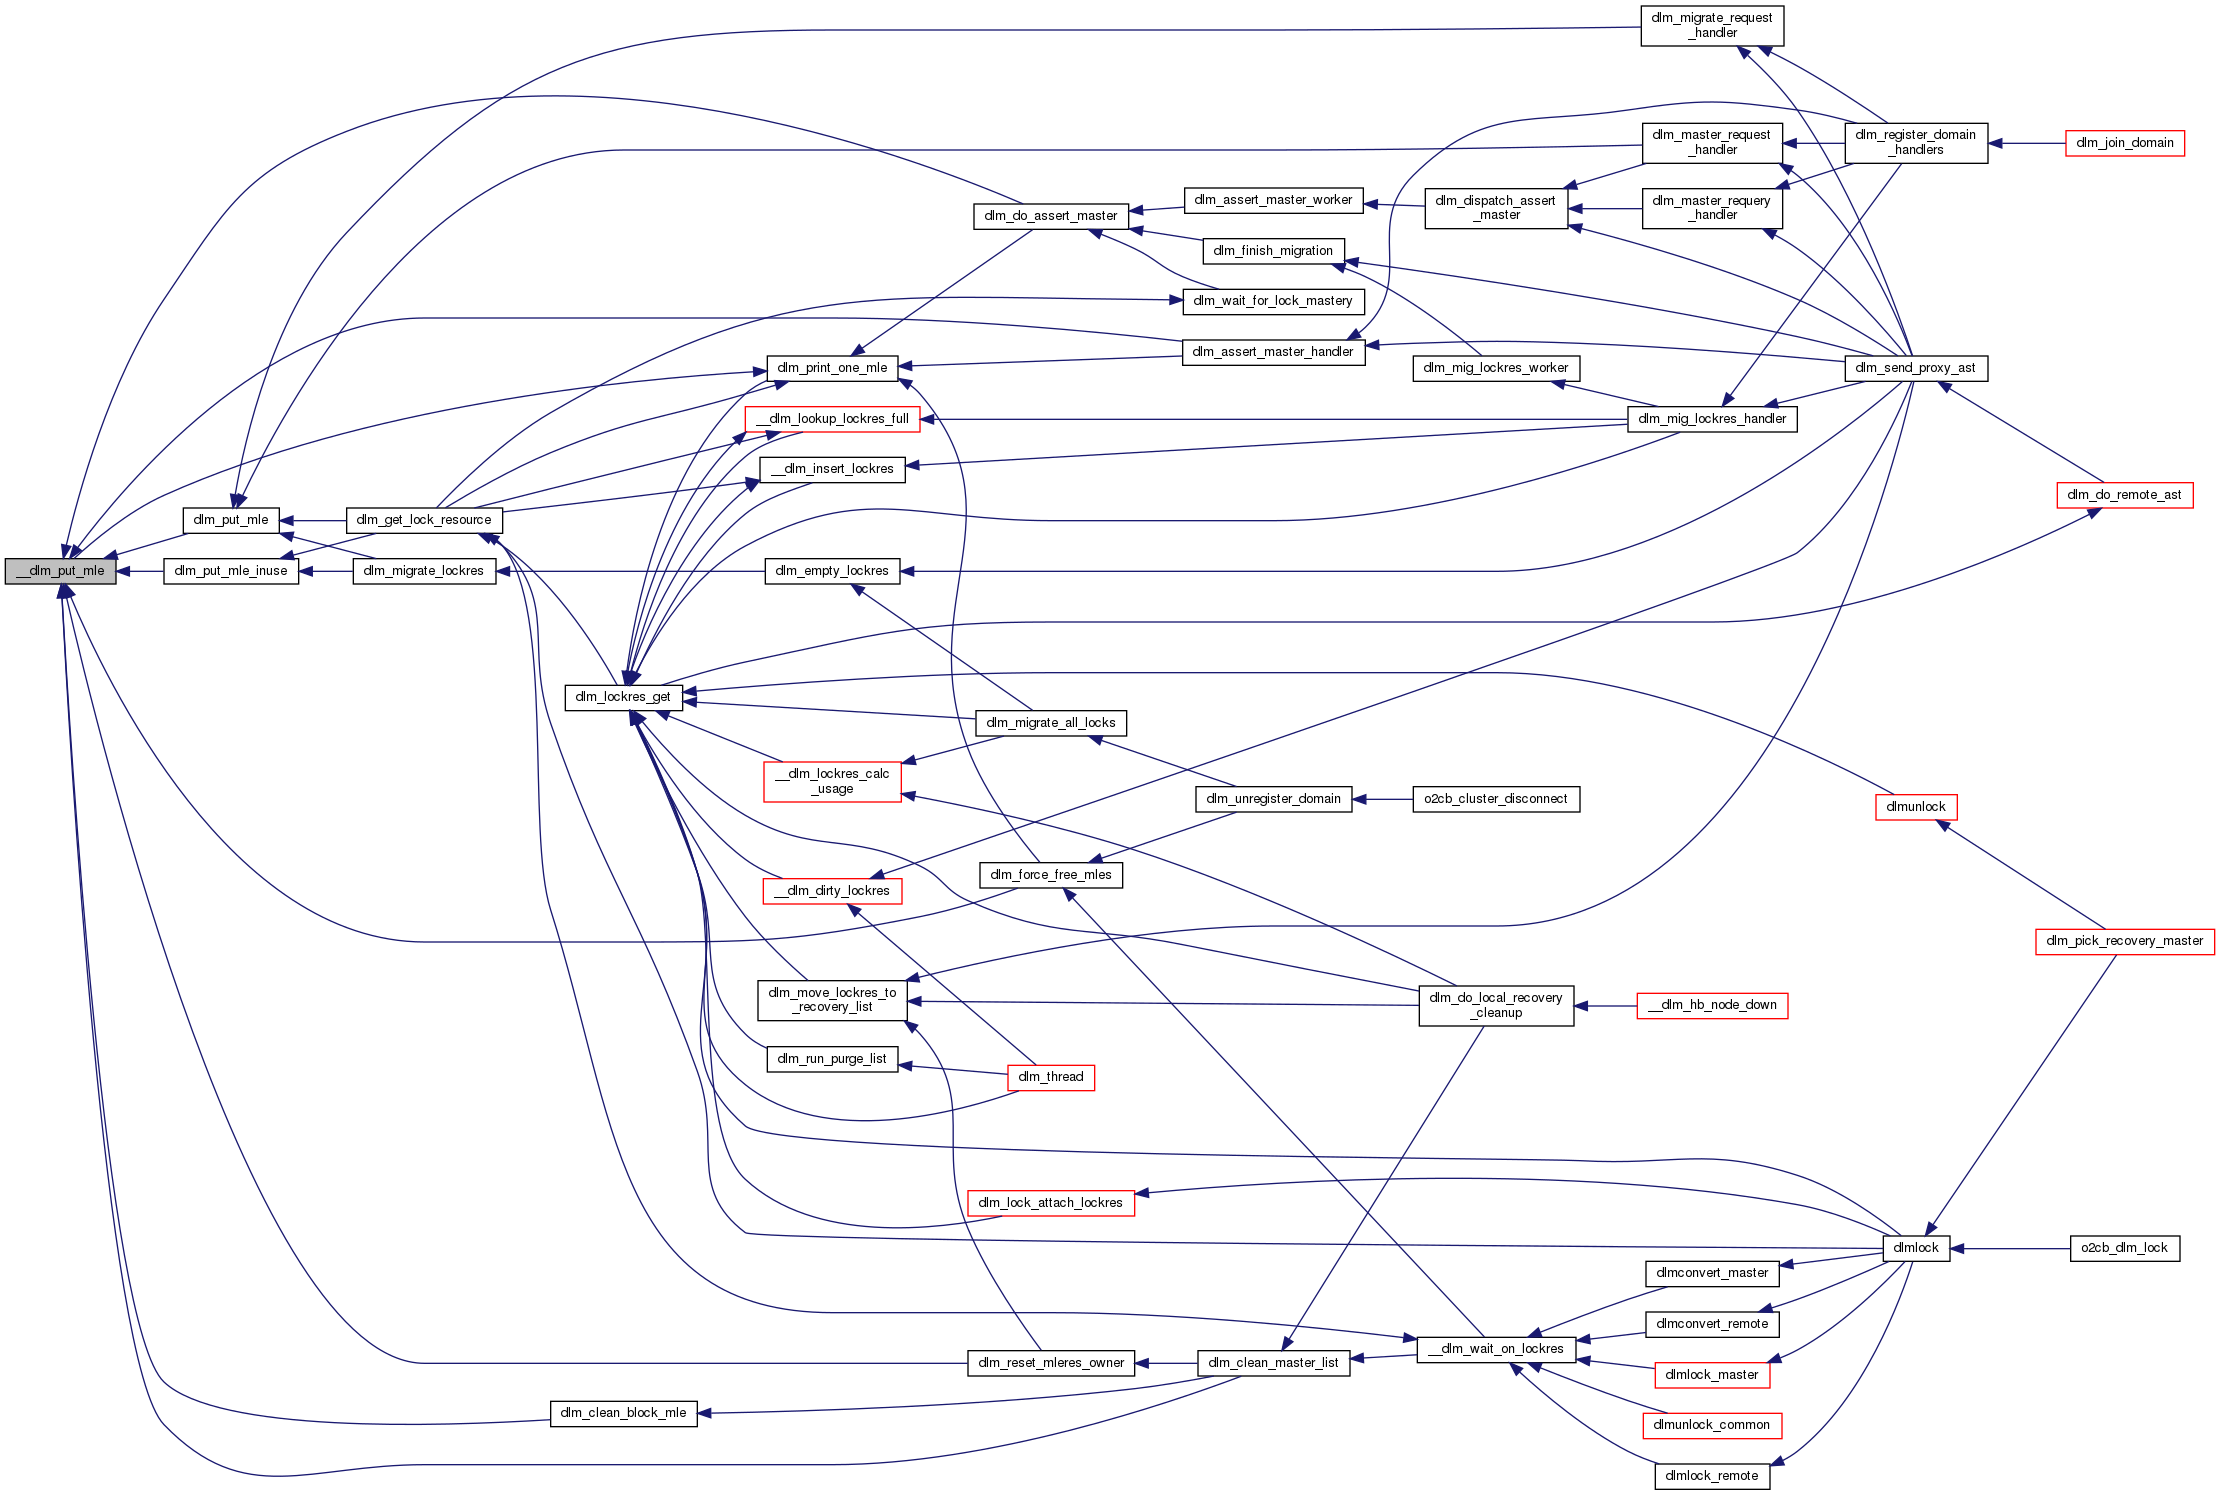 dlm_migrate_request
_handler
dlm_master_request
_handler
dlm_register_domain
_handlers
dlm_join_domain
dlm_assert_master_worker
dlm_dispatch_assert
_master
dlm_master_requery
_handler
dlm_do_assert_master
dlm_finish_migration
dlm_wait_for_lock_mastery
dlm_assert_master_handler
dlm_print_one_mle
dlm_mig_lockres_worker
dlm_send_proxy_ast
__dlm_lookup_lockres_full
dlm_mig_lockres_handler
__dlm_insert_lockres
dlm_do_remote_ast
dlm_put_mle
dlm_get_lock_resource
__dlm_put_mle
dlm_put_mle_inuse
dlm_migrate_lockres
dlm_empty_lockres
dlm_lockres_get
dlm_migrate_all_locks
__dlm_lockres_calc
_usage
dlm_unregister_domain
o2cb_cluster_disconnect
dlmunlock
dlm_force_free_mles
__dlm_dirty_lockres
dlm_pick_recovery_master
dlm_move_lockres_to
_recovery_list
dlm_do_local_recovery
_cleanup
__dlm_hb_node_down
dlm_run_purge_list
dlm_thread
dlm_lock_attach_lockres
dlmlock
o2cb_dlm_lock
dlmconvert_master
dlmconvert_remote
__dlm_wait_on_lockres
dlm_reset_mleres_owner
dlm_clean_master_list
dlmlock_master
dlm_clean_block_mle
dlmunlock_common
dlmlock_remote